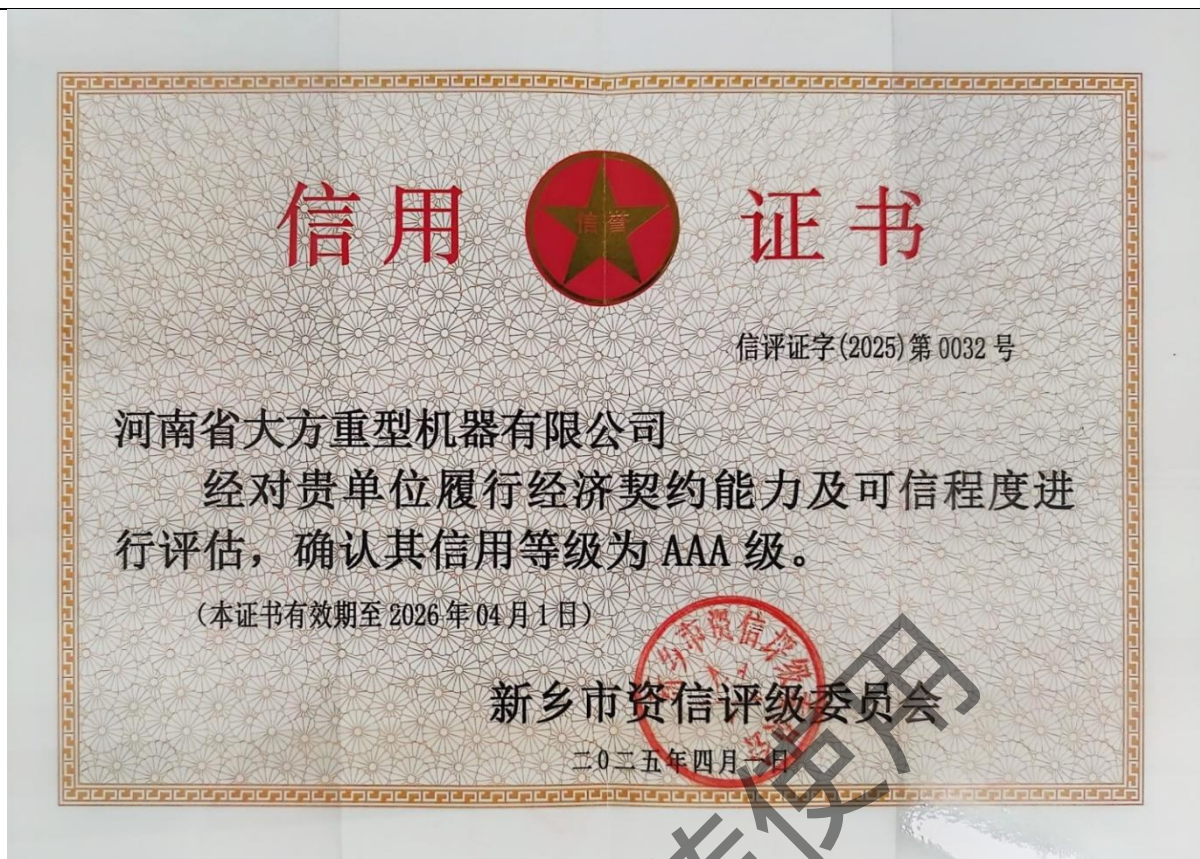 信用 信誉 证书
信评证字(2025)第0032号
河南省大方重型机器有限公司
经对贵单位履行经济契约能力及可信程度进
行评估，确认其信用等级为AAA级。
(本证书有效期至2026年04月1日)
新乡市资信评级委员会
二0二五年四月一日
使用